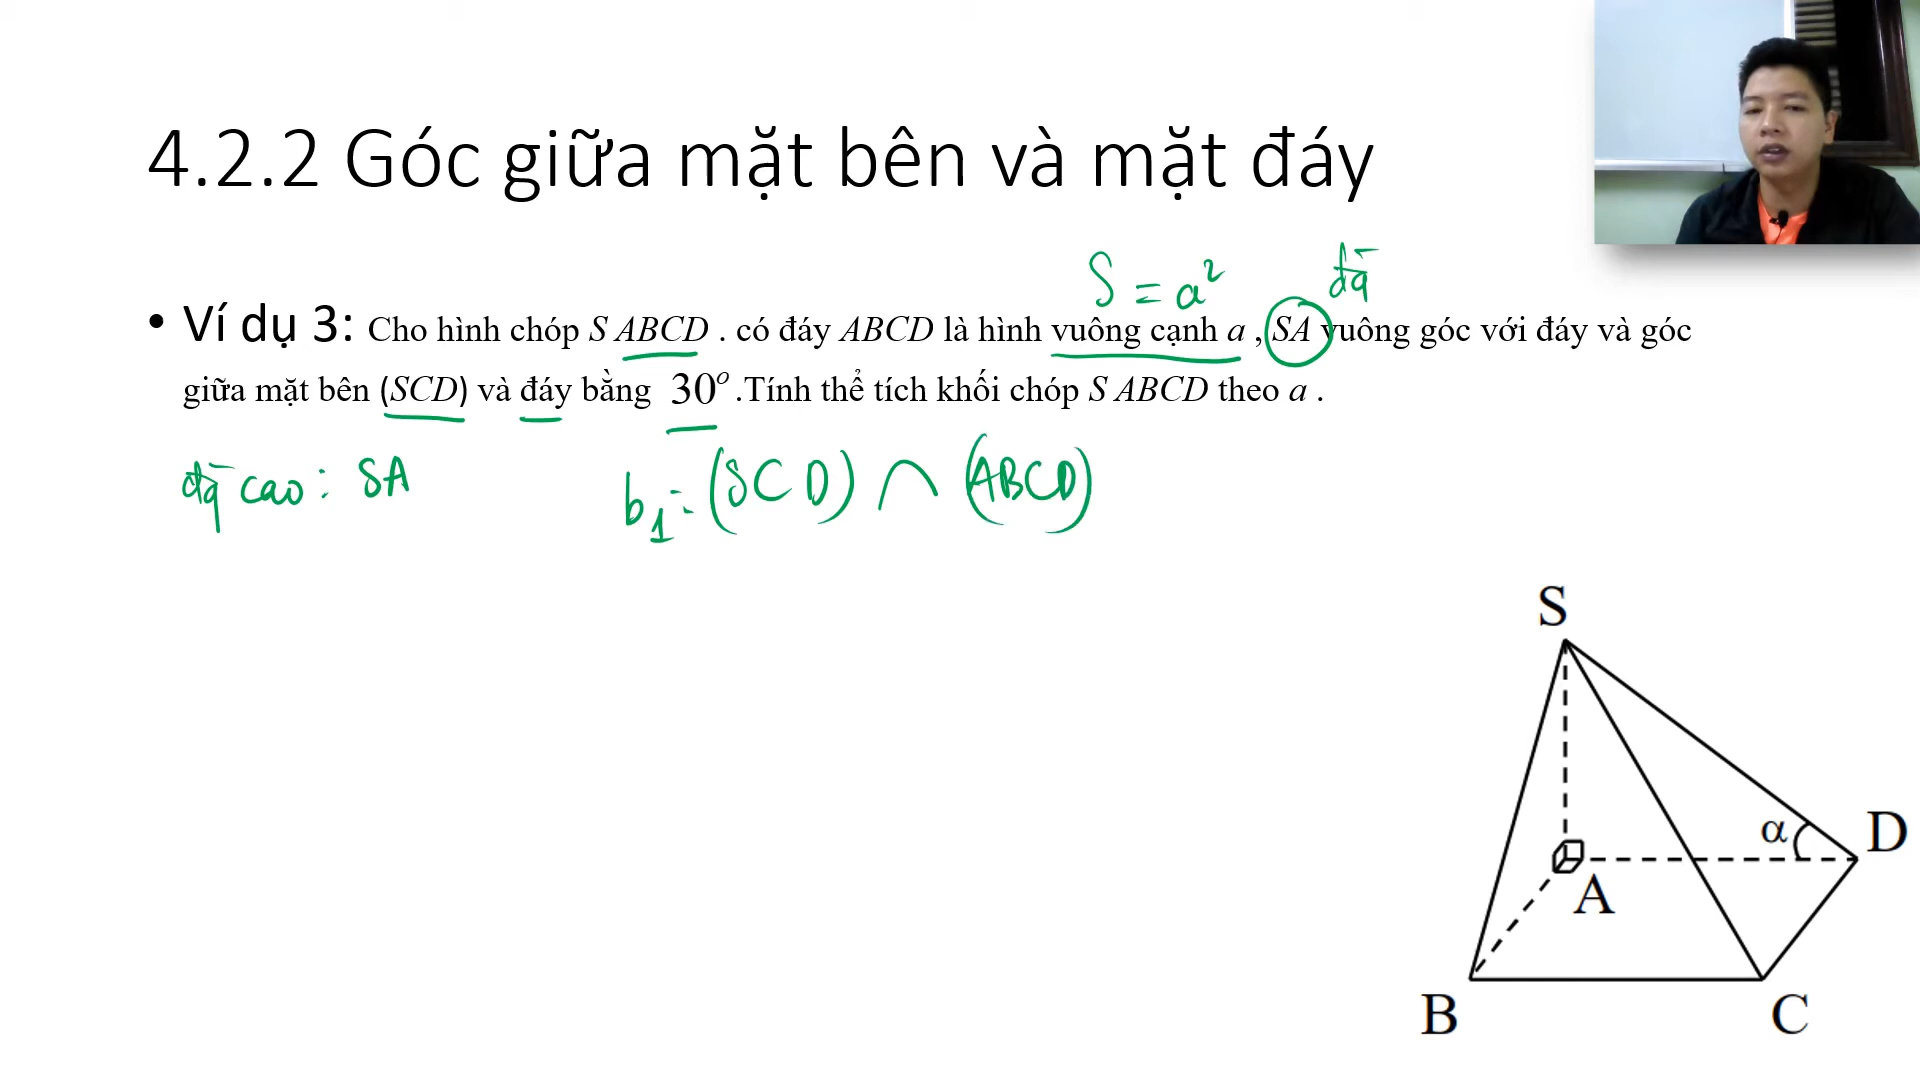 4.2.2 Góc giữa mặt bên và mặt đáy
S = a²
đg
• Ví dụ 3: Cho hình chóp S ABCD . có đáy ABCD là hình vuông cạnh a , SA vuông góc với đáy và góc
giữa mặt bên (SCD) và đáy bằng 30° .Tính thể tích khối chóp S ABCD theo a .
đg cao : SA
b1: (SCD) ∩ (ABCD)
S
α
D
A
B
C